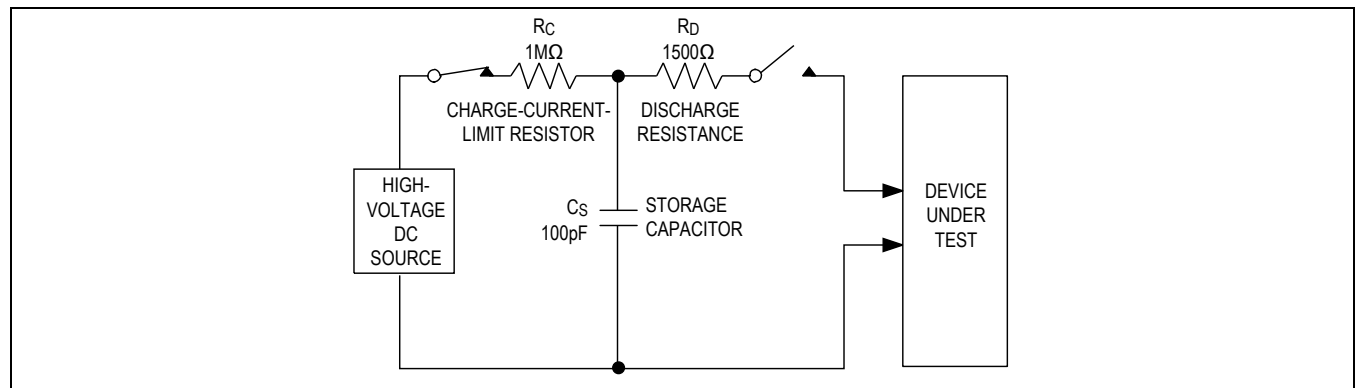 RC
1MΩ
CHARGE-CURRENT-
LIMIT RESISTOR
RD
1500Ω
DISCHARGE
RESISTANCE
HIGH-
VOLTAGE
DC
SOURCE
CS
100pF
STORAGE
CAPACITOR
DEVICE
UNDER
TEST